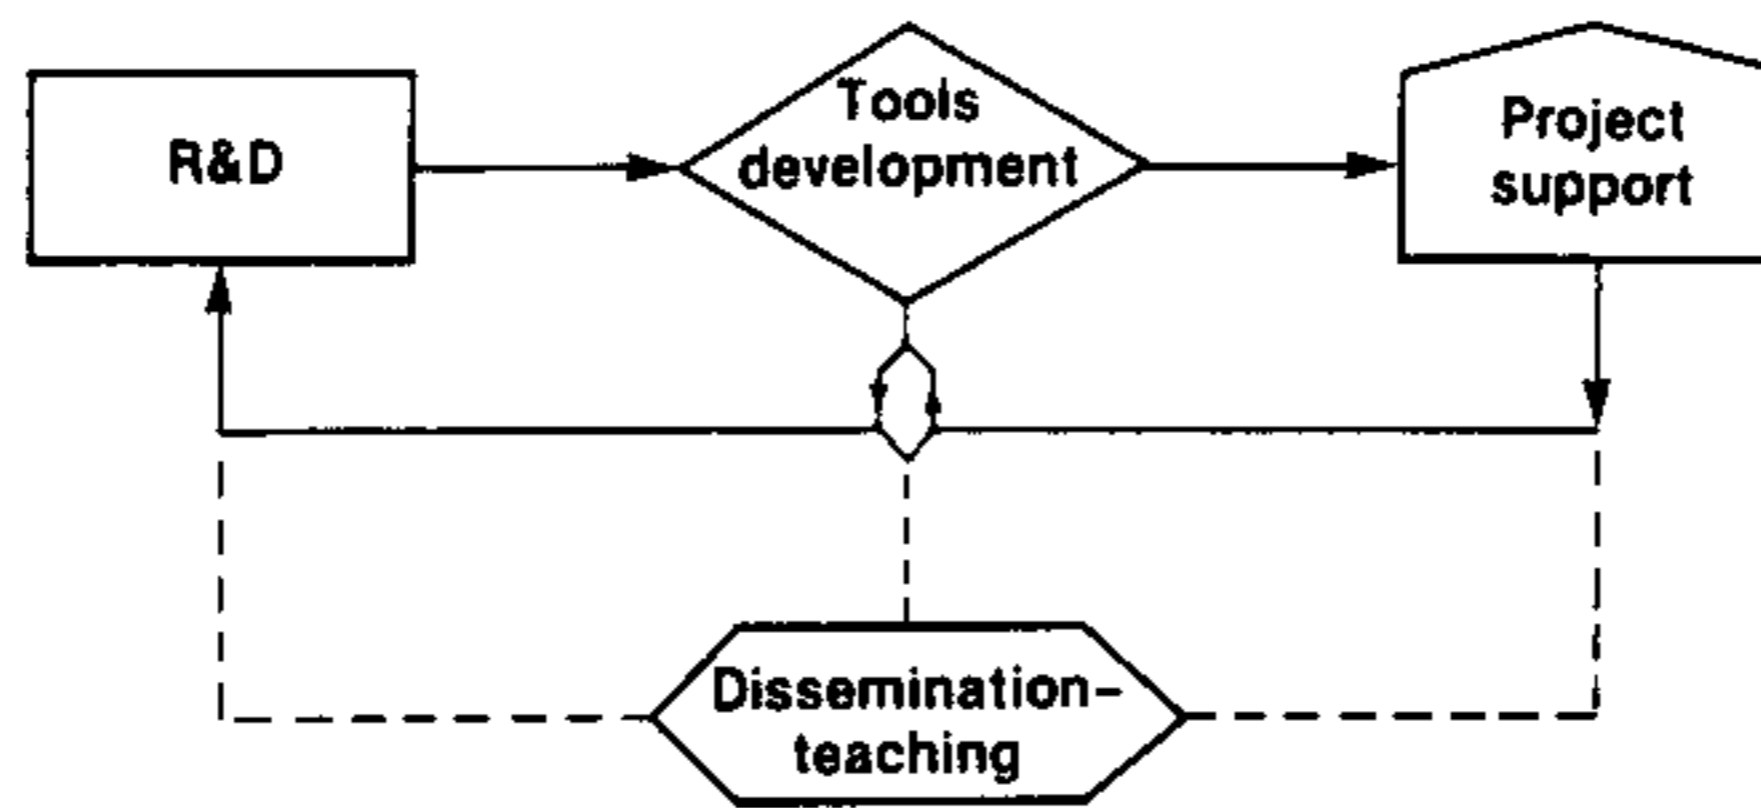 R&D
Tools
development
Project
support
Dissemination-
teaching